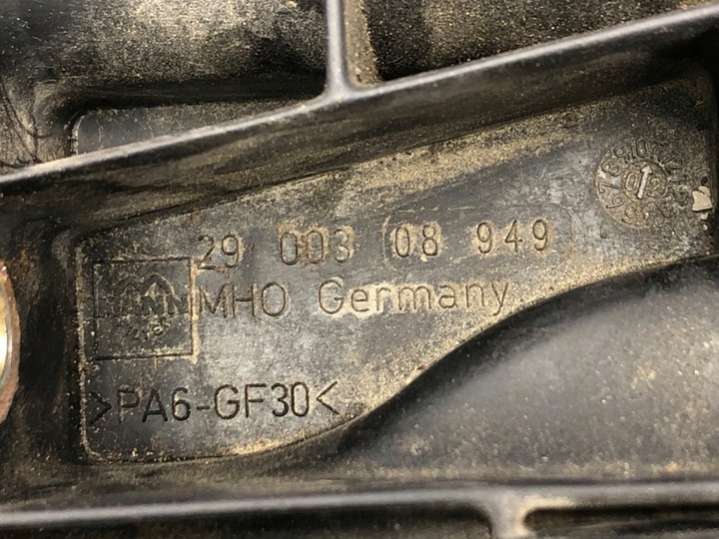 29 003 08 949
MHO Germany
>PA6-GF30<